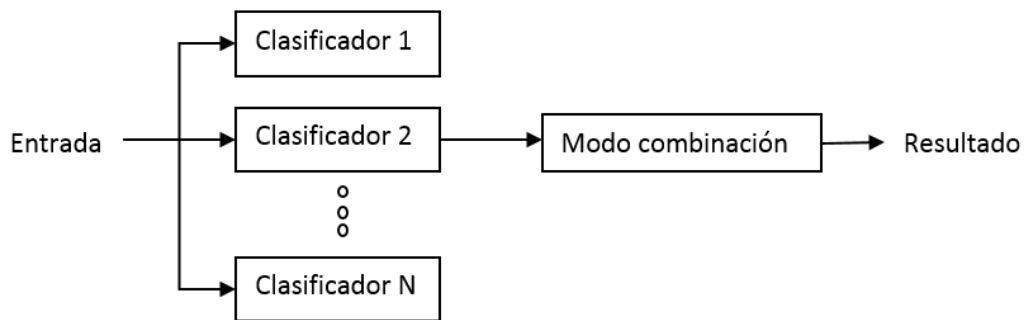 Clasificador 1
Entrada
Clasificador 2
Modo combinación
Resultado
Clasificador N